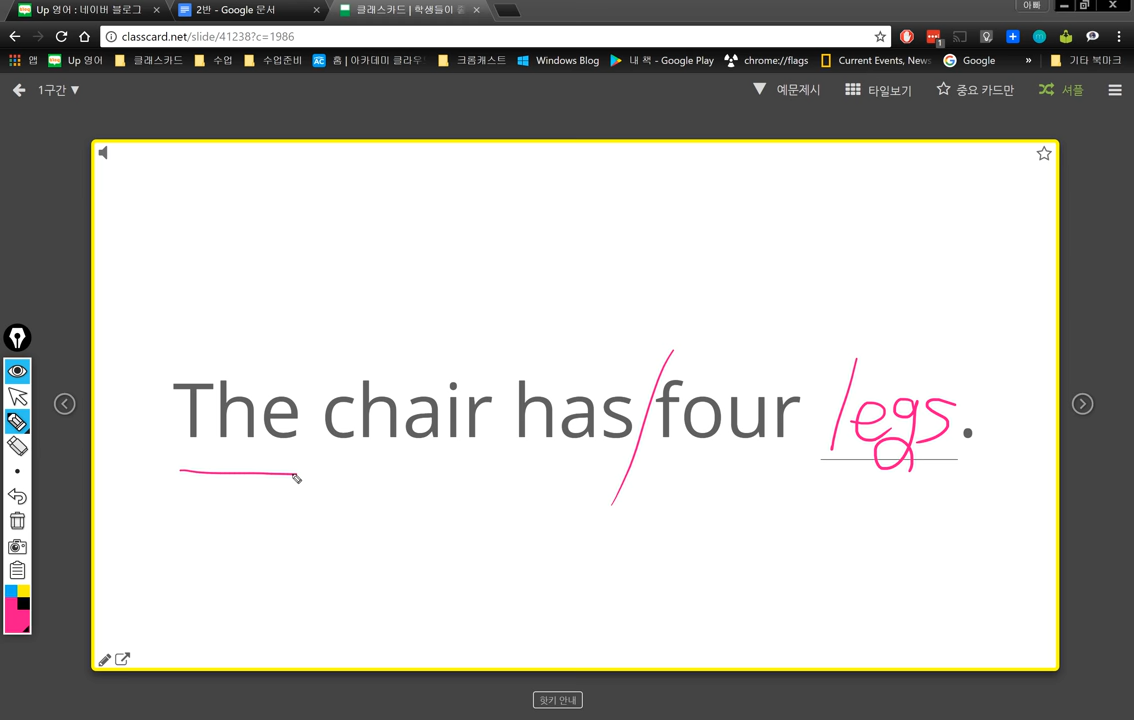 Up 영어 : 네이버 블로그
2반 - Google 문서
클래스카드 | 학생들이
아빠
classcard.net/slide/41238?c=1986
앱 Up 영어 클래스카드 수업 수업준비 홈 | 아카데미 클라우 크롬캐스트 Windows Blog 내 책 - Google Play chrome://flags Current Events, News Google » 기타 북마크
1구간 ▼ ▼ 예문제시 타일보기 중요 카드만 셔플
The chair has / four legs.
핫키 안내